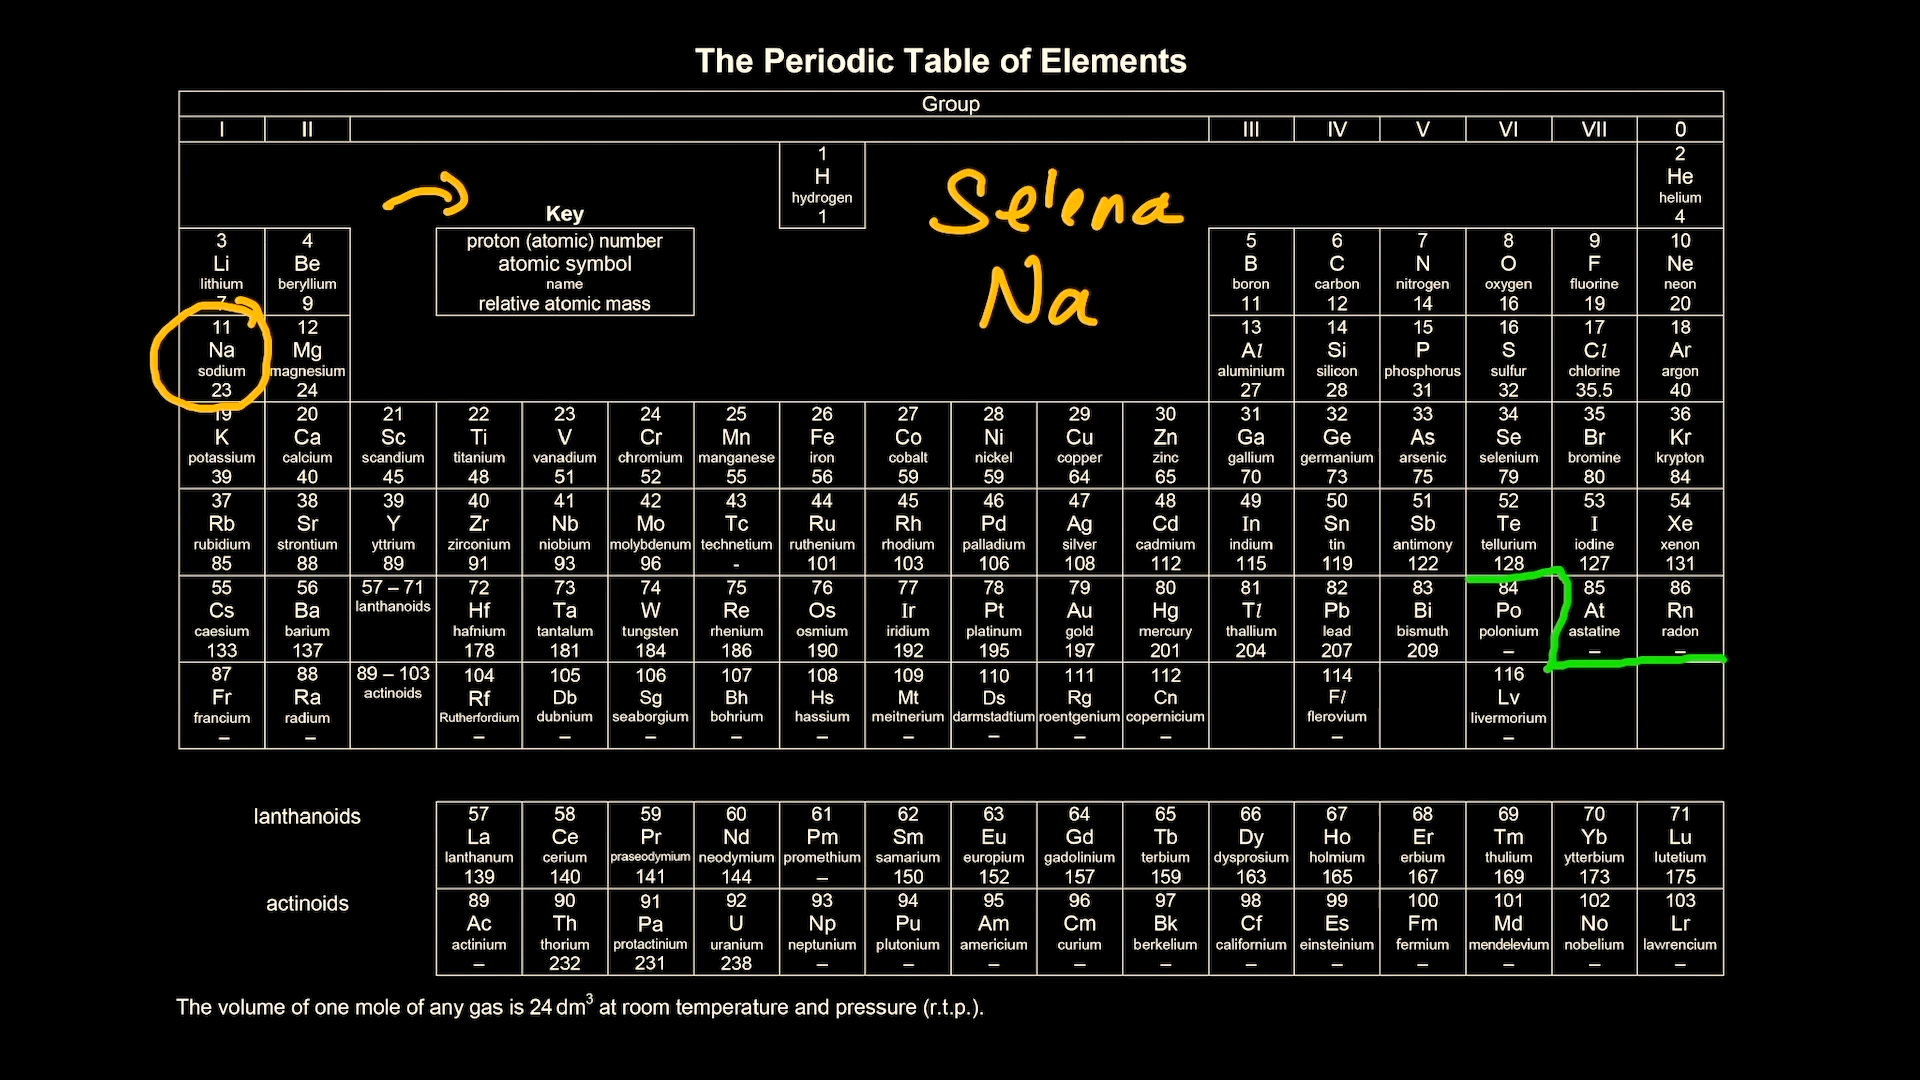 The Periodic Table of Elements
Group
I II III IV V VI VII 0
1 2
H He
hydrogen helium
1 4
Selena
Key
3 4 proton (atomic) number 5 6 7 8 9 10
Li Be atomic symbol B C N O F Ne
lithium beryllium name boron carbon nitrogen oxygen fluorine neon
7 9 relative atomic mass 11 12 14 16 19 20
Na
11 12 13 14 15 16 17 18
Na Mg Al Si P S Cl Ar
sodium magnesium aluminium silicon phosphorus sulfur chlorine argon
23 24 27 28 31 32 35.5 40
19 20 21 22 23 24 25 26 27 28 29 30 31 32 33 34 35 36
K Ca Sc Ti V Cr Mn Fe Co Ni Cu Zn Ga Ge As Se Br Kr
potassium calcium scandium titanium vanadium chromium manganese iron cobalt nickel copper zinc gallium germanium arsenic selenium bromine krypton
39 40 45 48 51 52 55 56 59 59 64 65 70 73 75 79 80 84
37 38 39 40 41 42 43 44 45 46 47 48 49 50 51 52 53 54
Rb Sr Y Zr Nb Mo Tc Ru Rh Pd Ag Cd In Sn Sb Te I Xe
rubidium strontium yttrium zirconium niobium molybdenum technetium ruthenium rhodium palladium silver cadmium indium tin antimony tellurium iodine xenon
85 88 89 91 93 96 - 101 103 106 108 112 115 119 122 128 127 131
55 56 57 – 71 72 73 74 75 76 77 78 79 80 81 82 83 84 85 86
Cs Ba lanthanoids Hf Ta W Re Os Ir Pt Au Hg Tl Pb Bi Po At Rn
caesium barium hafnium tantalum tungsten rhenium osmium iridium platinum gold mercury thallium lead bismuth polonium astatine radon
133 137 178 181 184 186 190 192 195 197 201 204 207 209 – – –
87 88 89 – 103 104 105 106 107 108 109 110 111 112 114 116
Fr Ra actinoids Rf Db Sg Bh Hs Mt Ds Rg Cn Fl Lv
francium radium Rutherfordium dubnium seaborgium bohrium hassium meitnerium darmstadtium roentgenium copernicium flerovium livermorium
– – – – – – – – – – – – –
lanthanoids 57 58 59 60 61 62 63 64 65 66 67 68 69 70 71
La Ce Pr Nd Pm Sm Eu Gd Tb Dy Ho Er Tm Yb Lu
lanthanum cerium praseodymium neodymium promethium samarium europium gadolinium terbium dysprosium holmium erbium thulium ytterbium lutetium
139 140 141 144 – 150 152 157 159 163 165 167 169 173 175
actinoids 89 90 91 92 93 94 95 96 97 98 99 100 101 102 103
Ac Th Pa U Np Pu Am Cm Bk Cf Es Fm Md No Lr
actinium thorium protactinium uranium neptunium plutonium americium curium berkelium californium einsteinium fermium mendelevium nobelium lawrencium
– 232 231 238 – – – – – – – – – – –
The volume of one mole of any gas is 24 dm³ at room temperature and pressure (r.t.p.).